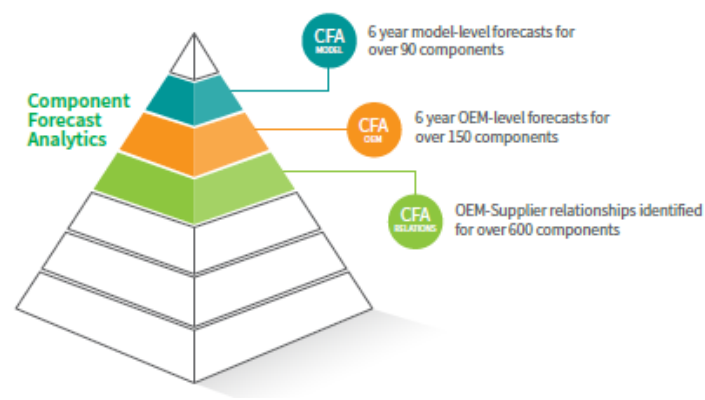 CFA
MODEL
6 year model-level forecasts for
over 90 components
Component
Forecast
Analytics
CFA
OEM
6 year OEM-level forecasts for
over 150 components
CFA
RELATIONS
OEM-Supplier relationships identified
for over 600 components